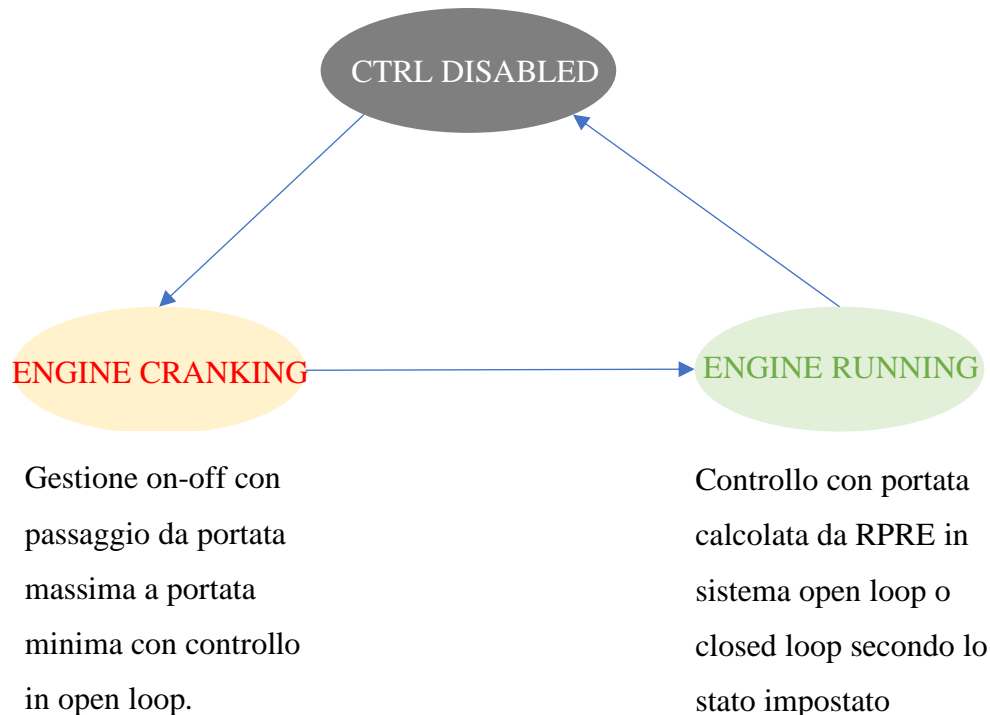 CTRL DISABLED
ENGINE CRANKING
ENGINE RUNNING
Gestione on-off con
passaggio da portata
massima a portata
minima con controllo
in open loop.
Controllo con portata
calcolata da RPRE in
sistema open loop o
closed loop secondo lo
stato impostato